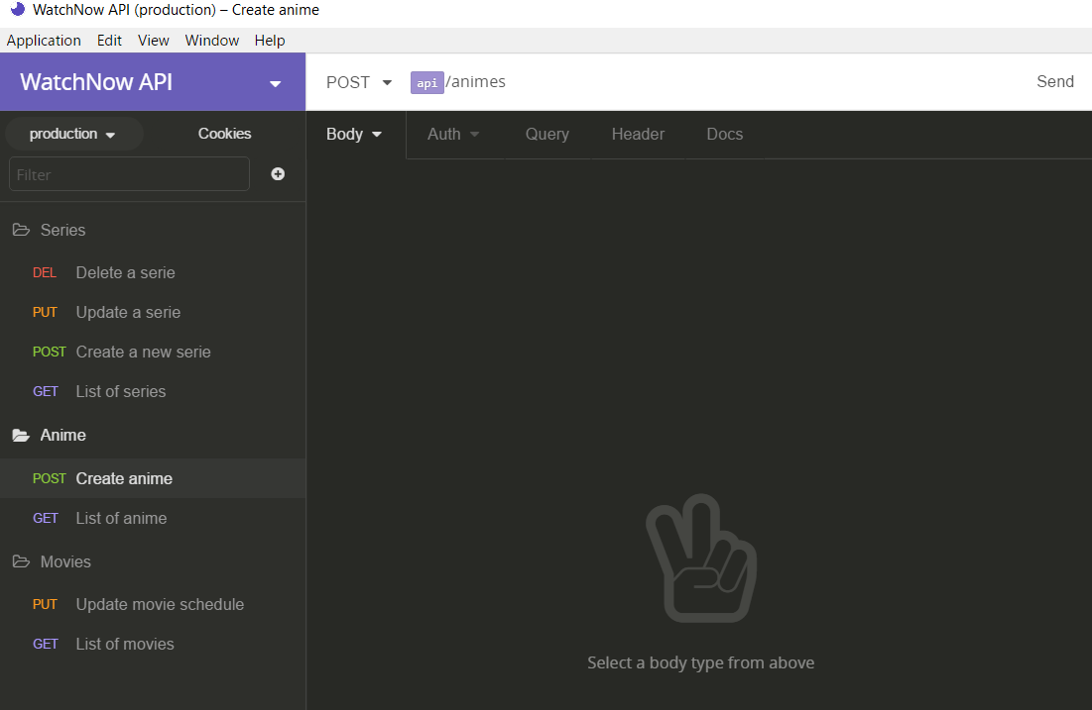 WatchNow API (production) – Create anime
Application Edit View Window Help
WatchNow API
POST api/animes Send
production Cookies
Body Auth Query Header Docs
Filter
Series
DEL Delete a serie
PUT Update a serie
POST Create a new serie
GET List of series
Anime
POST Create anime
GET List of anime
Movies
PUT Update movie schedule
GET List of movies
Select a body type from above